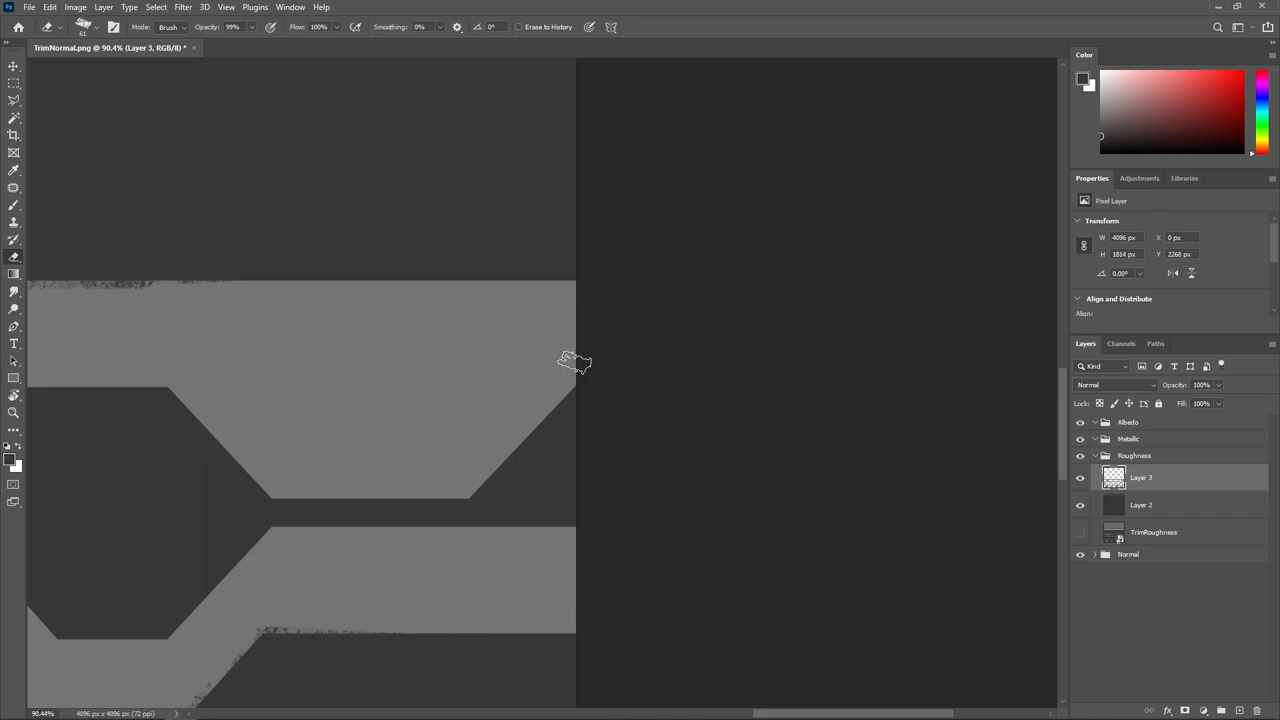 Ps File Edit Image Layer Type Select Filter 3D View Plugins Window Help
61 Mode: Brush Opacity: 99% Flow: 100% Smoothing: 0% 0° Erase to History
TrimNormal.png @ 90.4% (Layer 3, RGB/8) * ×
Color
Properties Adjustments Libraries
Pixel Layer
Transform
W 4096 px X 0 px
H 1814 px Y 2268 px
0.00°
Align and Distribute
Align:
Layers Channels Paths
Kind
Normal Opacity: 100%
Lock: Fill: 100%
Albedo
Metallic
Roughness
Layer 3
Layer 2
TrimRoughness
Normal
90.44% 4096 px x 4096 px (72 ppi)